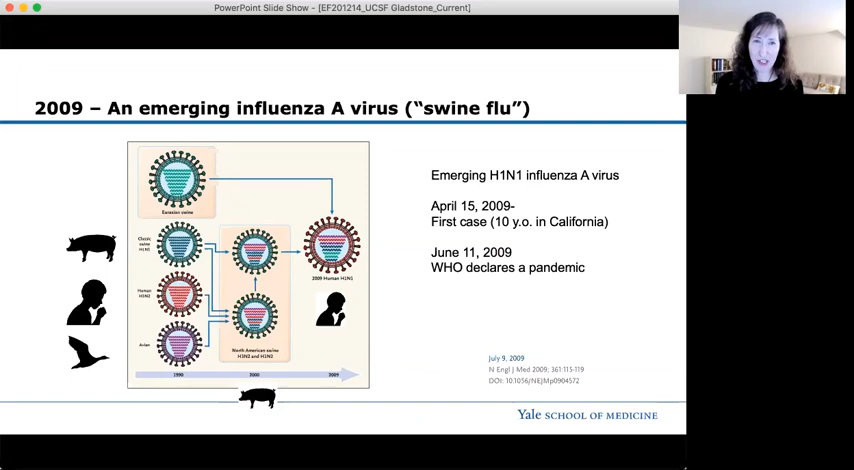 PowerPoint Slide Show - [EF201214_UCSF Gladstone_Current]
2009 – An emerging influenza A virus (“swine flu”)
Eurasian swine
Classic
swine
H1N1
Human
H3N2
Avian
2009 Human H1N1
North American swine
H3N2 and H1N2
1990
2000
2009
Emerging H1N1 influenza A virus
April 15, 2009-
First case (10 y.o. in California)
June 11, 2009
WHO declares a pandemic
July 9, 2009
N Engl J Med 2009; 361:115-119
DOI: 10.1056/NEJMp0904572
Yale SCHOOL OF MEDICINE